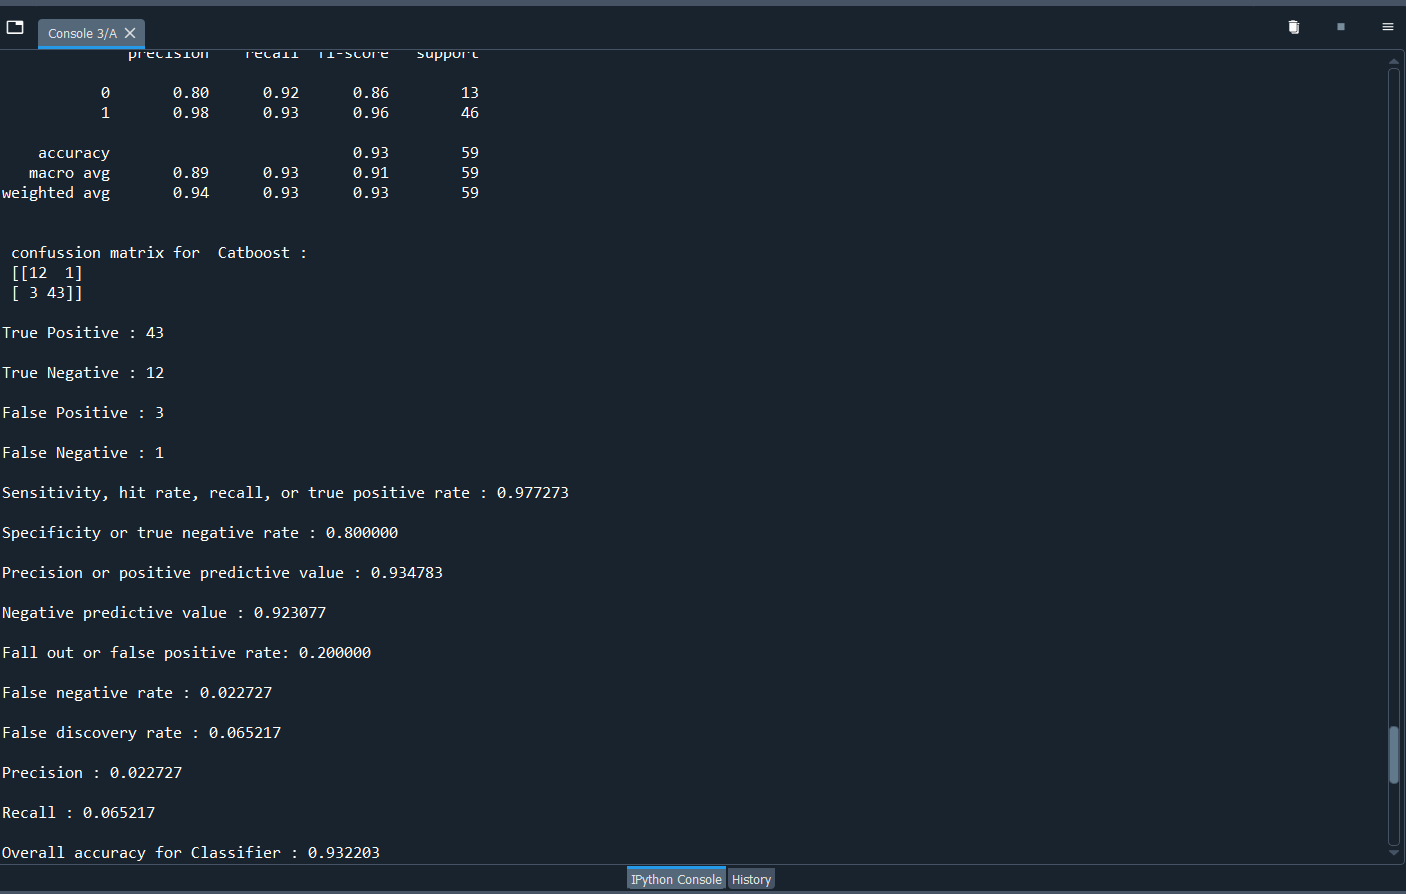 Console 3/A
precision recall f1-score support
0 0.80 0.92 0.86 13
1 0.98 0.93 0.96 46
accuracy 0.93 59
macro avg 0.89 0.93 0.91 59
weighted avg 0.94 0.93 0.93 59
confussion matrix for  Catboost :
[[12  1]
[ 3 43]]
True Positive : 43
True Negative : 12
False Positive : 3
False Negative : 1
Sensitivity, hit rate, recall, or true positive rate : 0.977273
Specificity or true negative rate : 0.800000
Precision or positive predictive value : 0.934783
Negative predictive value : 0.923077
Fall out or false positive rate: 0.200000
False negative rate : 0.022727
False discovery rate : 0.065217
Precision : 0.022727
Recall : 0.065217
Overall accuracy for Classifier : 0.932203
IPython Console History